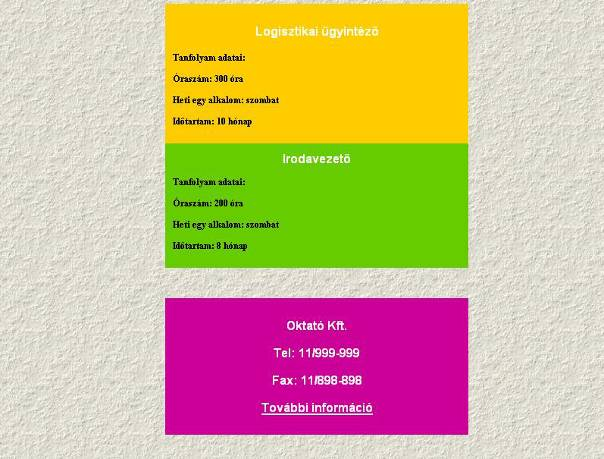 Logisztikai ügyintéző
Tanfolyam adatai:
Óraszám: 300 óra
Heti egy alkalom: szombat
Időtartam: 10 hónap
Irodavezető
Tanfolyam adatai:
Óraszám: 200 óra
Heti egy alkalom: szombat
Időtartam: 8 hónap
Oktató Kft.
Tel: 11/999-999
Fax: 11/898-898
További információ